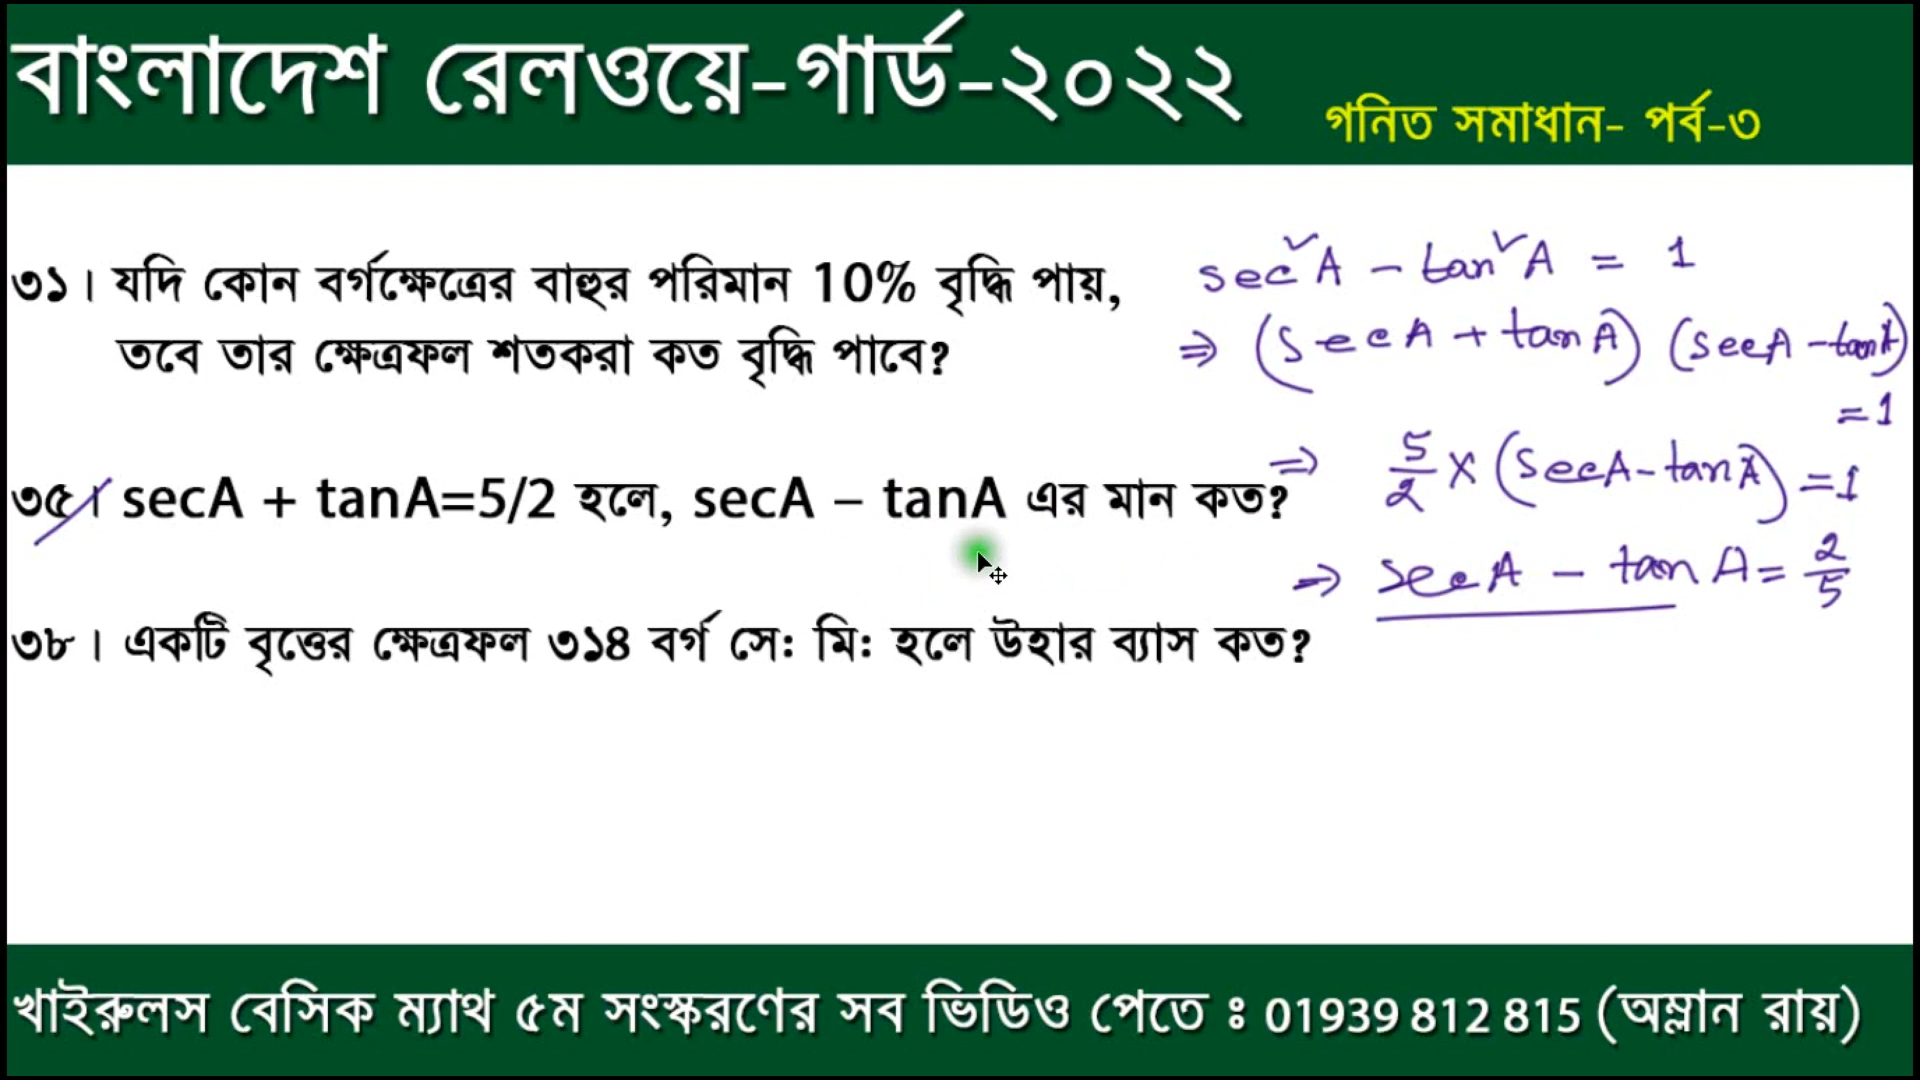 বাংলাদেশ রেলওয়ে-গার্ড-২০২২
গনিত সমাধান- পর্ব-৩
৩১। যদি কোন বর্গক্ষেত্রের বাহুর পরিমান 10% বৃদ্ধি পায়,
তবে তার ক্ষেত্রফল শতকরা কত বৃদ্ধি পাবে?
৩৫। secA + tanA=5/2 হলে, secA – tanA এর মান কত?
৩৮। একটি বৃত্তের ক্ষেত্রফল ৩১৪ বর্গ সে: মি: হলে উহার ব্যাস কত?
sec²A - tan²A = 1
⇒ (secA + tanA) (secA - tanA)
= 1
⇒ 5/2 × (secA - tanA) = 1
⇒ secA - tanA = 2/5
খাইরুলস বেসিক ম্যাথ ৫ম সংস্করণের সব ভিডিও পেতে ঃ 01939 812 815 (অম্লান রায়)